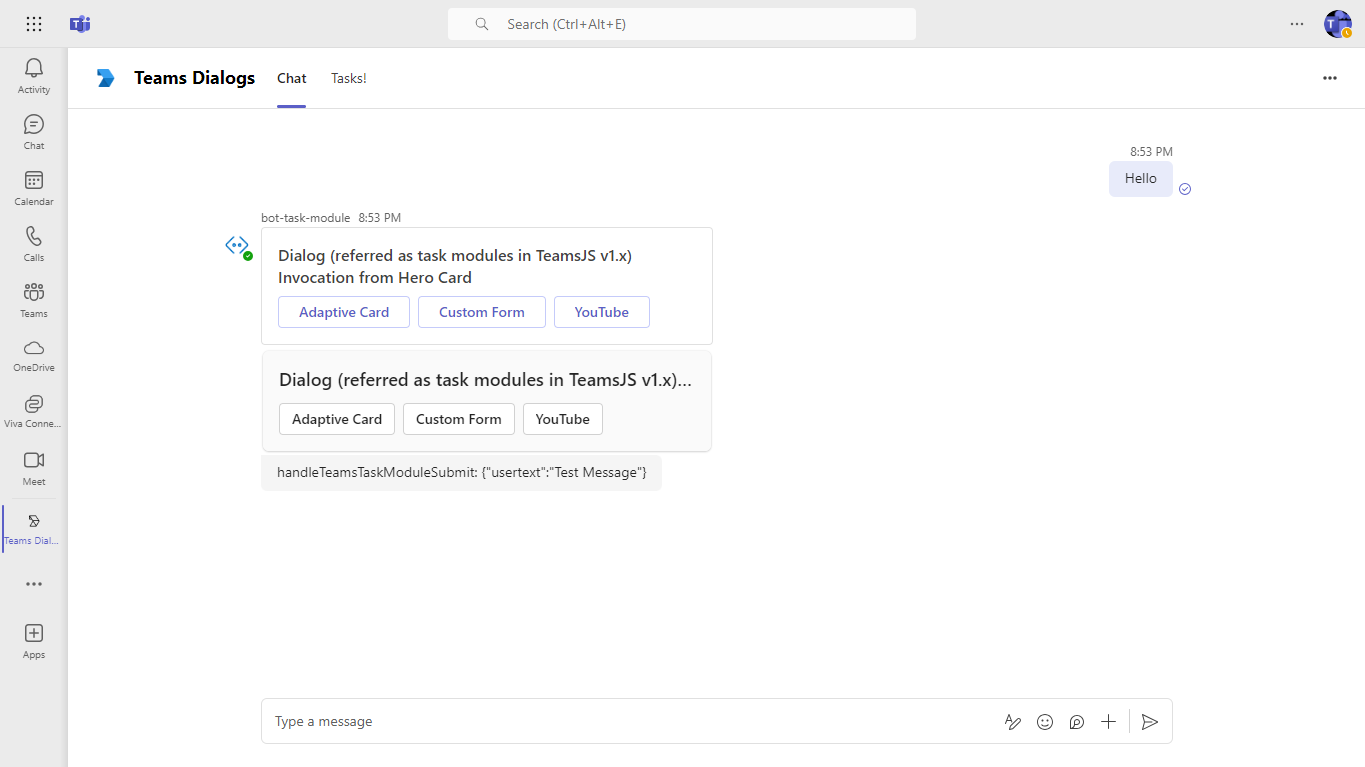 Search (Ctrl+Alt+E)
T
Activity
Chat
Calendar
Calls
Teams
OneDrive
Viva Conne...
Meet
Teams Dial...
Apps
Teams Dialogs Chat Tasks!
8:53 PM
Hello
bot-task-module 8:53 PM
Dialog (referred as task modules in TeamsJS v1.x)
Invocation from Hero Card
Adaptive Card Custom Form YouTube
Dialog (referred as task modules in TeamsJS v1.x)...
Adaptive Card Custom Form YouTube
handleTeamsTaskModuleSubmit: {"usertext":"Test Message"}
Type a message